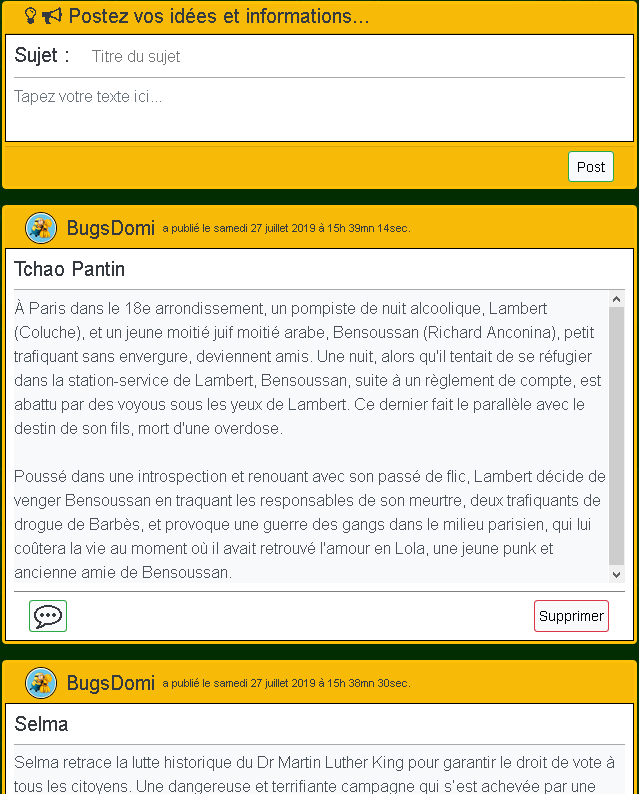 Postez vos idées et informations...
Sujet :
Titre du sujet
Tapez votre texte ici...
Post
BugsDomi a publié le samedi 27 juillet 2019 à 15h 39mn 14sec.
Tchao Pantin
À Paris dans le 18e arrondissement, un pompiste de nuit alcoolique, Lambert
(Coluche), et un jeune moitié juif moitié arabe, Bensoussan (Richard Anconina), petit
trafiquant sans envergure, deviennent amis. Une nuit, alors qu'il tentait de se réfugier
dans la station-service de Lambert, Bensoussan, suite à un règlement de compte, est
abattu par des voyous sous les yeux de Lambert. Ce dernier fait le parallèle avec le
destin de son fils, mort d'une overdose.
Poussé dans une introspection et renouant avec son passé de flic, Lambert décide de
venger Bensoussan en traquant les responsables de son meurtre, deux trafiquants de
drogue de Barbès, et provoque une guerre des gangs dans le milieu parisien, qui lui
coûtera la vie au moment où il avait retrouvé l'amour en Lola, une jeune punk et
ancienne amie de Bensoussan.
Supprimer
BugsDomi a publié le samedi 27 juillet 2019 à 15h 38mn 30sec.
Selma
Selma retrace la lutte historique du Dr Martin Luther King pour garantir le droit de vote à
tous les citoyens. Une dangereuse et terrifiante campagne qui s'est achevée par une